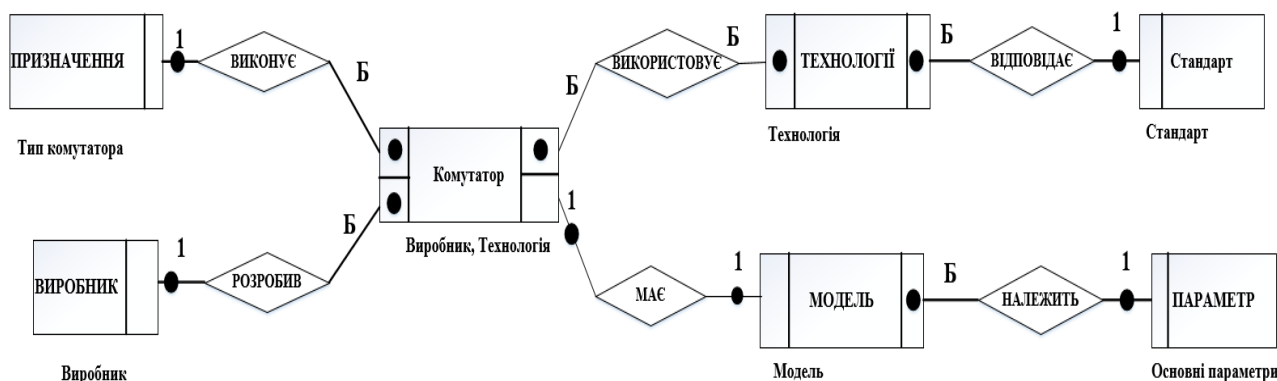 ПРИЗНАЧЕННЯ
1
ВИКОНУЄ
Б
Тип комутатора
ВИРОБНИК
1
РОЗРОБИВ
Б
Виробник
Комутатор
Виробник, Технологія
Б
ВИКОРИСТОВУЄ
Б
ТЕХНОЛОГІЇ
Технологія
Б
ВІДПОВІДАЄ
1
Стандарт
Стандарт
1
МАЄ
1
МОДЕЛЬ
Модель
Б
НАЛЕЖИТЬ
1
ПАРАМЕТР
Основні параметри